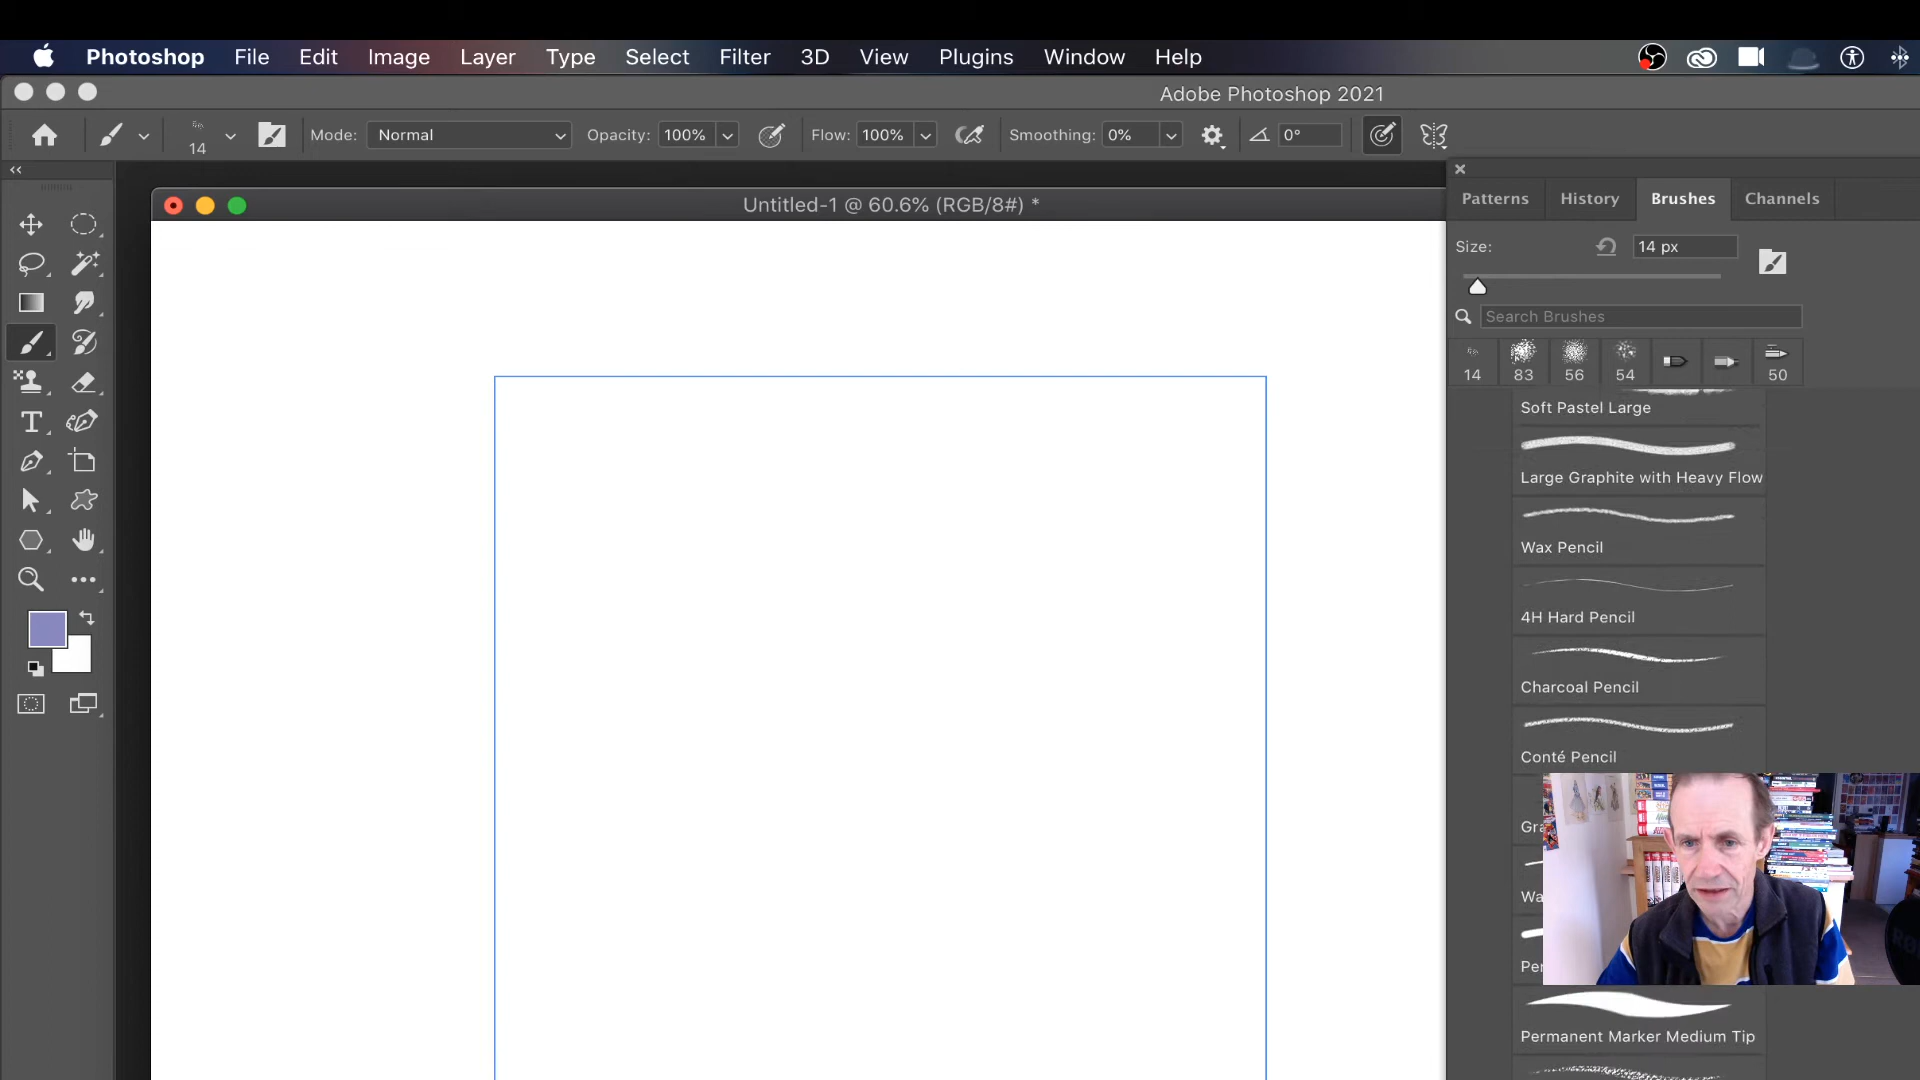 Photoshop File Edit Image Layer Type Select Filter 3D View Plugins Window Help
Adobe Photoshop 2021
14 Mode: Normal Opacity: 100% Flow: 100% Smoothing: 0% 0°
Untitled-1 @ 60.6% (RGB/8#) *
Patterns History Brushes Channels
Size: 14 px
Search Brushes
14 83 56 54 50
Soft Pastel Large
Large Graphite with Heavy Flow
Wax Pencil
4H Hard Pencil
Charcoal Pencil
Conté Pencil
Gra
Wa
Per
Permanent Marker Medium Tip